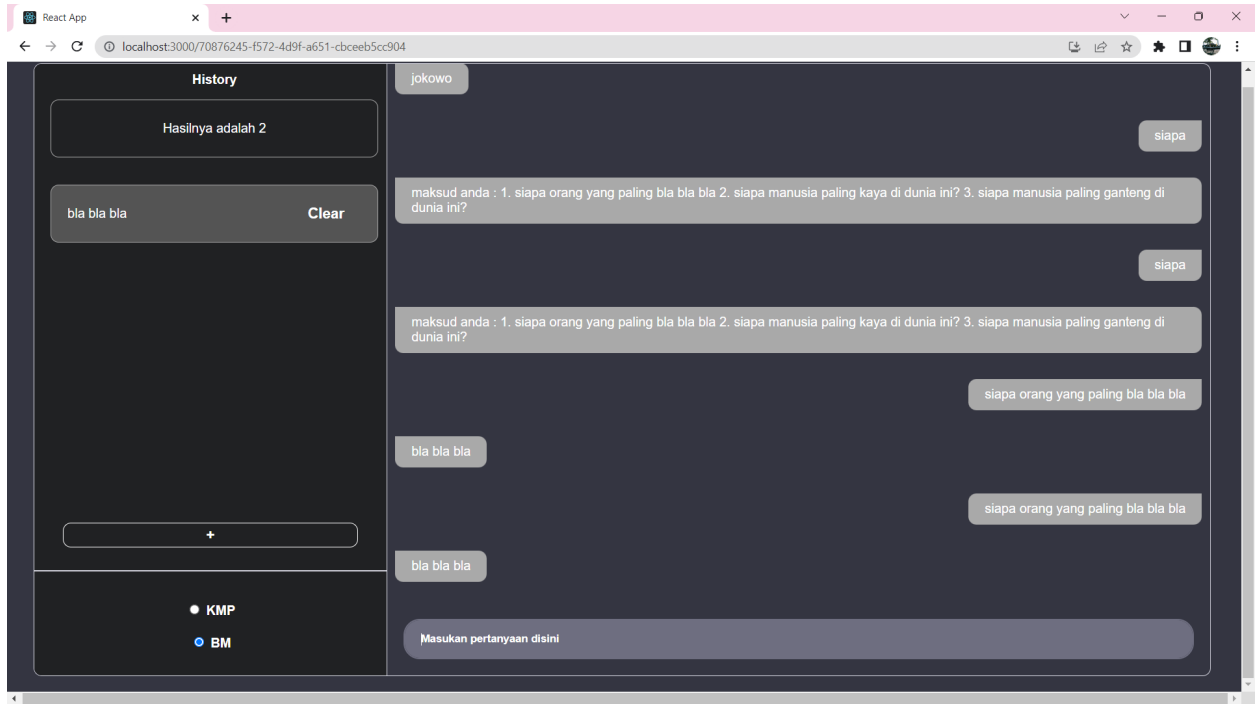 React App
localhost:3000/70876245-f572-4d9f-a651-cbceeb5cc904
History
Hasilnya adalah 2
bla bla bla
Clear
+
KMP
BM
jokowo
siapa
maksud anda : 1. siapa orang yang paling bla bla bla 2. siapa manusia paling kaya di dunia ini? 3. siapa manusia paling ganteng di
dunia ini?
siapa
maksud anda : 1. siapa orang yang paling bla bla bla 2. siapa manusia paling kaya di dunia ini? 3. siapa manusia paling ganteng di
dunia ini?
siapa orang yang paling bla bla bla
bla bla bla
siapa orang yang paling bla bla bla
bla bla bla
Masukan pertanyaan disini